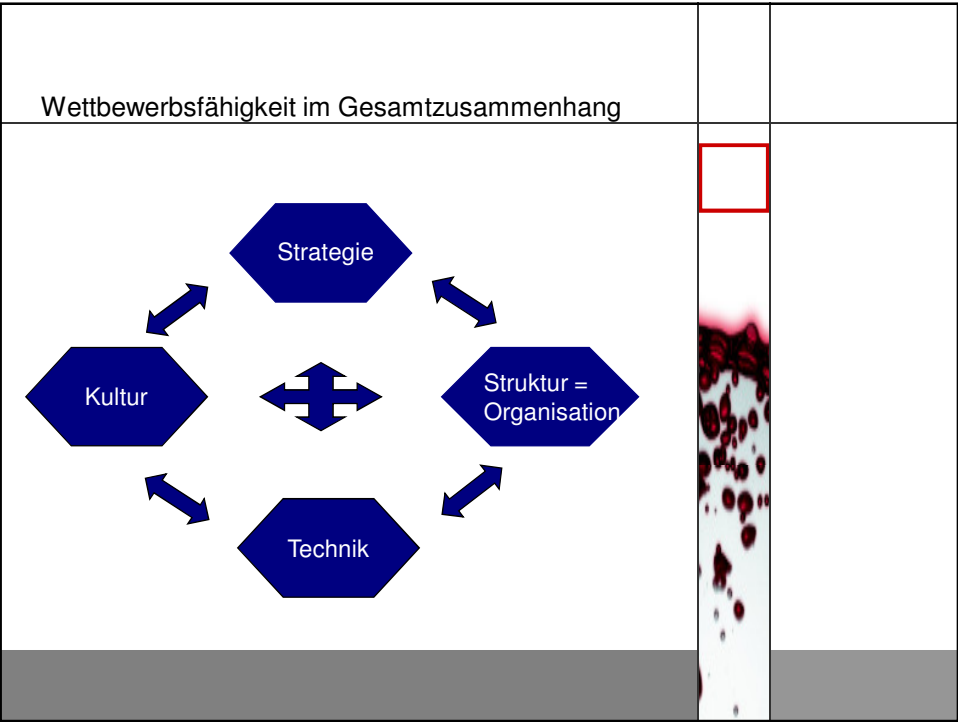 Wettbewerbsfähigkeit im Gesamtzusammenhang
Strategie
Kultur
Struktur =
Organisation
Technik